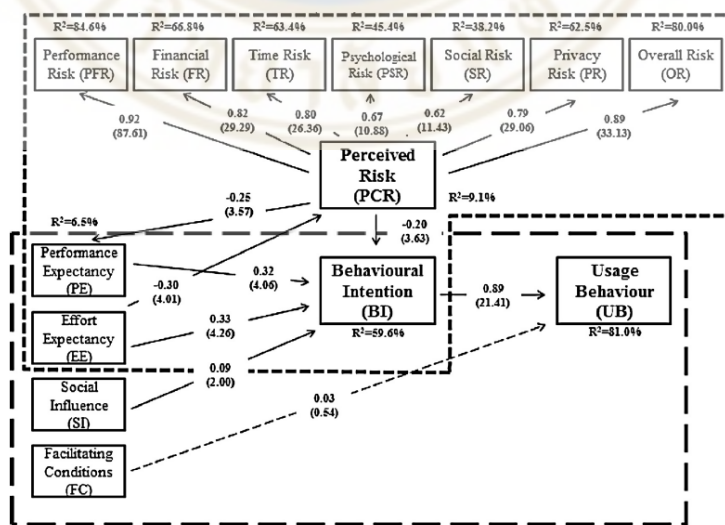 R²=84.6% R²=66.8% R²=63.4% R²=45.4% R²=38.2% R²=62.5% R²=80.0%
Performance Financial Time Risk Psychological Social Risk Privacy Overall Risk
Risk (PFR) Risk (FR) (TR) Risk (PSR) (SR) Risk (PR) (OR)
0.92 0.82 0.80 0.67 0.62 0.79 0.89
(87.61) (29.29) (26.36) (10.88) (11.43) (29.06) (33.13)
Perceived
Risk
(PCR)
R²=9.1%
-0.25
(3.57)
R²=6.5%
-0.20
(3.63)
Performance
Expectancy
(PE)
0.32
(4.06)
-0.30
(4.01)
Behavioural
Intention
(BI)
R²=59.6%
0.89
(21.41)
Usage
Behaviour
(UB)
R²=81.0%
Effort
Expectancy
(EE)
0.33
(4.26)
0.09
(2.00)
Social
Influence
(SI)
0.03
(0.54)
Facilitating
Conditions
(FC)